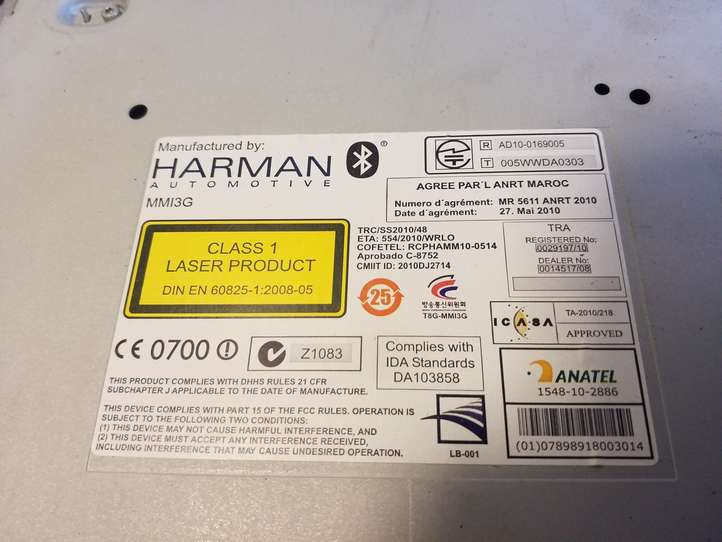 Manufactured by:
HARMAN ®
AUTOMOTIVE
MMI3G
R AD10-0169005
T 005WWDA0303
AGREE PAR´L ANRT MAROC
Numero d´agrément: MR 5611 ANRT 2010
Date d´agrément: 27. Mai 2010
CLASS 1
LASER PRODUCT
DIN EN 60825-1:2008-05
TRC/SS2010/48
ETA: 554/2010/WRLO
COFETEL: RCPHAMM10-0514
Aprobado C-8752
CMIIT ID: 2010DJ2714
TRA
REGISTERED No:
0029197/10
DEALER No:
0014517/08
25
방송통신위원회
T8G-MMI3G
ICASA
TA-2010/218
APPROVED
CE 0700
Z1083
Complies with
IDA Standards
DA103858
ANATEL
1548-10-2886
(01)07898918003014
THIS PRODUCT COMPLIES WITH DHHS RULES 21 CFR
SUBCHAPTER J APPLICABLE TO THE DATE OF MANUFACTURE.
THIS DEVICE COMPLIES WITH PART 15 OF THE FCC RULES. OPERATION IS
SUBJECT TO THE FOLLOWING TWO CONDITIONS:
(1) THIS DEVICE MAY NOT CAUSE HARMFUL INTERFERENCE, AND
(2) THIS DEVICE MUST ACCEPT ANY INTERFERENCE RECEIVED,
INCLUDING INTERFERENCE THAT MAY CAUSE UNDESIRED OPERATION.
LB-001